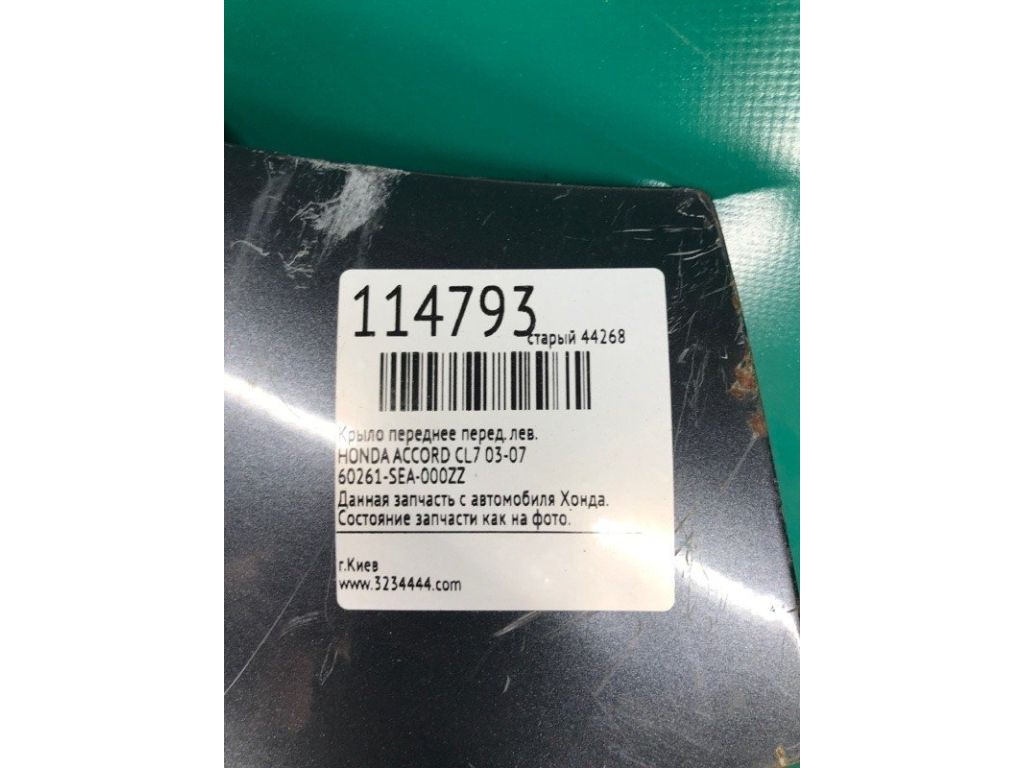 114793
старый 44268
Крыло переднее перед. лев.
HONDA ACCORD CL7 03-07
60261-SEA-000ZZ
Данная запчасть с автомобиля Хонда.
Состояние запчасти как на фото.
г.Киев
www.3234444.com